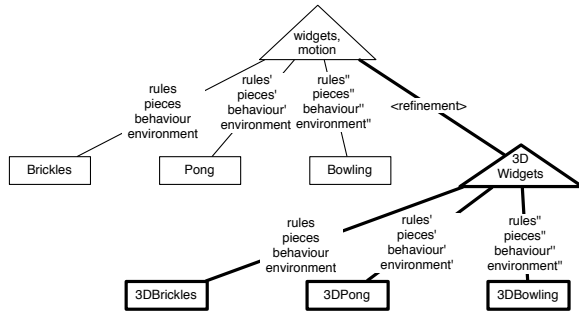 widgets,
motion
rules
pieces
behaviour
environment
rules'
pieces'
behaviour'
environment'
rules"
pieces"
behaviour"
environment"
<refinement>
Brickles
Pong
Bowling
3D
Widgets
rules
pieces
behaviour
environment
rules'
pieces'
behaviour'
environment'
rules"
pieces"
behaviour"
environment"
3DBrickles
3DPong
3DBowling